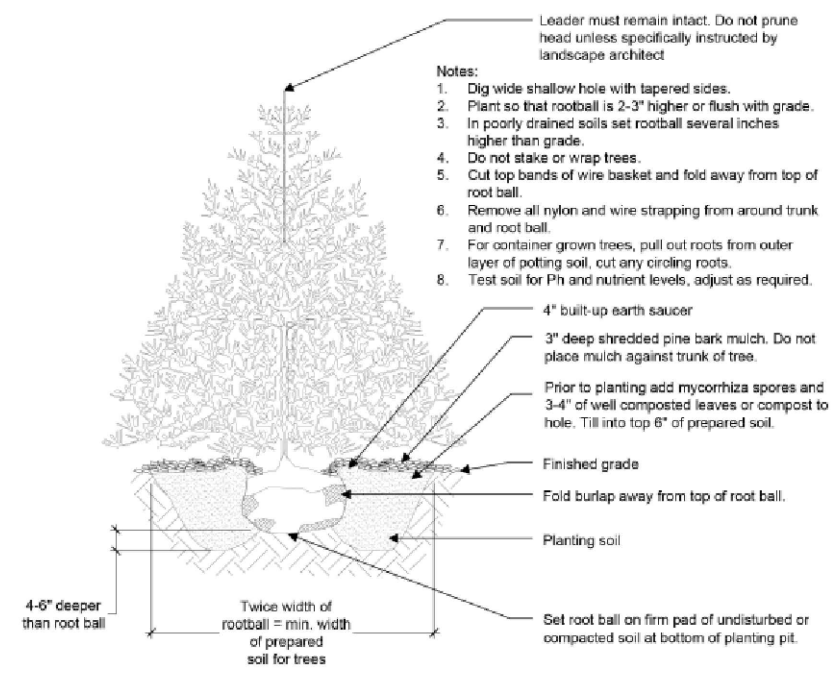 Leader must remain intact. Do not prune
head unless specifically instructed by
landscape architect
Notes:
1. Dig wide shallow hole with tapered sides.
2. Plant so that rootball is 2-3" higher or flush with grade.
3. In poorly drained soils set rootball several inches
higher than grade.
4. Do not stake or wrap trees.
5. Cut top bands of wire basket and fold away from top of
root ball.
6. Remove all nylon and wire strapping from around trunk
and root ball.
7. For container grown trees, pull out roots from outer
layer of potting soil, cut any circling roots.
8. Test soil for Ph and nutrient levels, adjust as required.
4" built-up earth saucer
3" deep shredded pine bark mulch. Do not
place mulch against trunk of tree.
Prior to planting add mycorrhiza spores and
3-4" of well composted leaves or compost to
hole. Till into top 6" of prepared soil.
Finished grade
Fold burlap away from top of root ball.
Planting soil
4-6" deeper
than root ball
Twice width of
rootball = min. width
of prepared
soil for trees
Set root ball on firm pad of undisturbed or
compacted soil at bottom of planting pit.